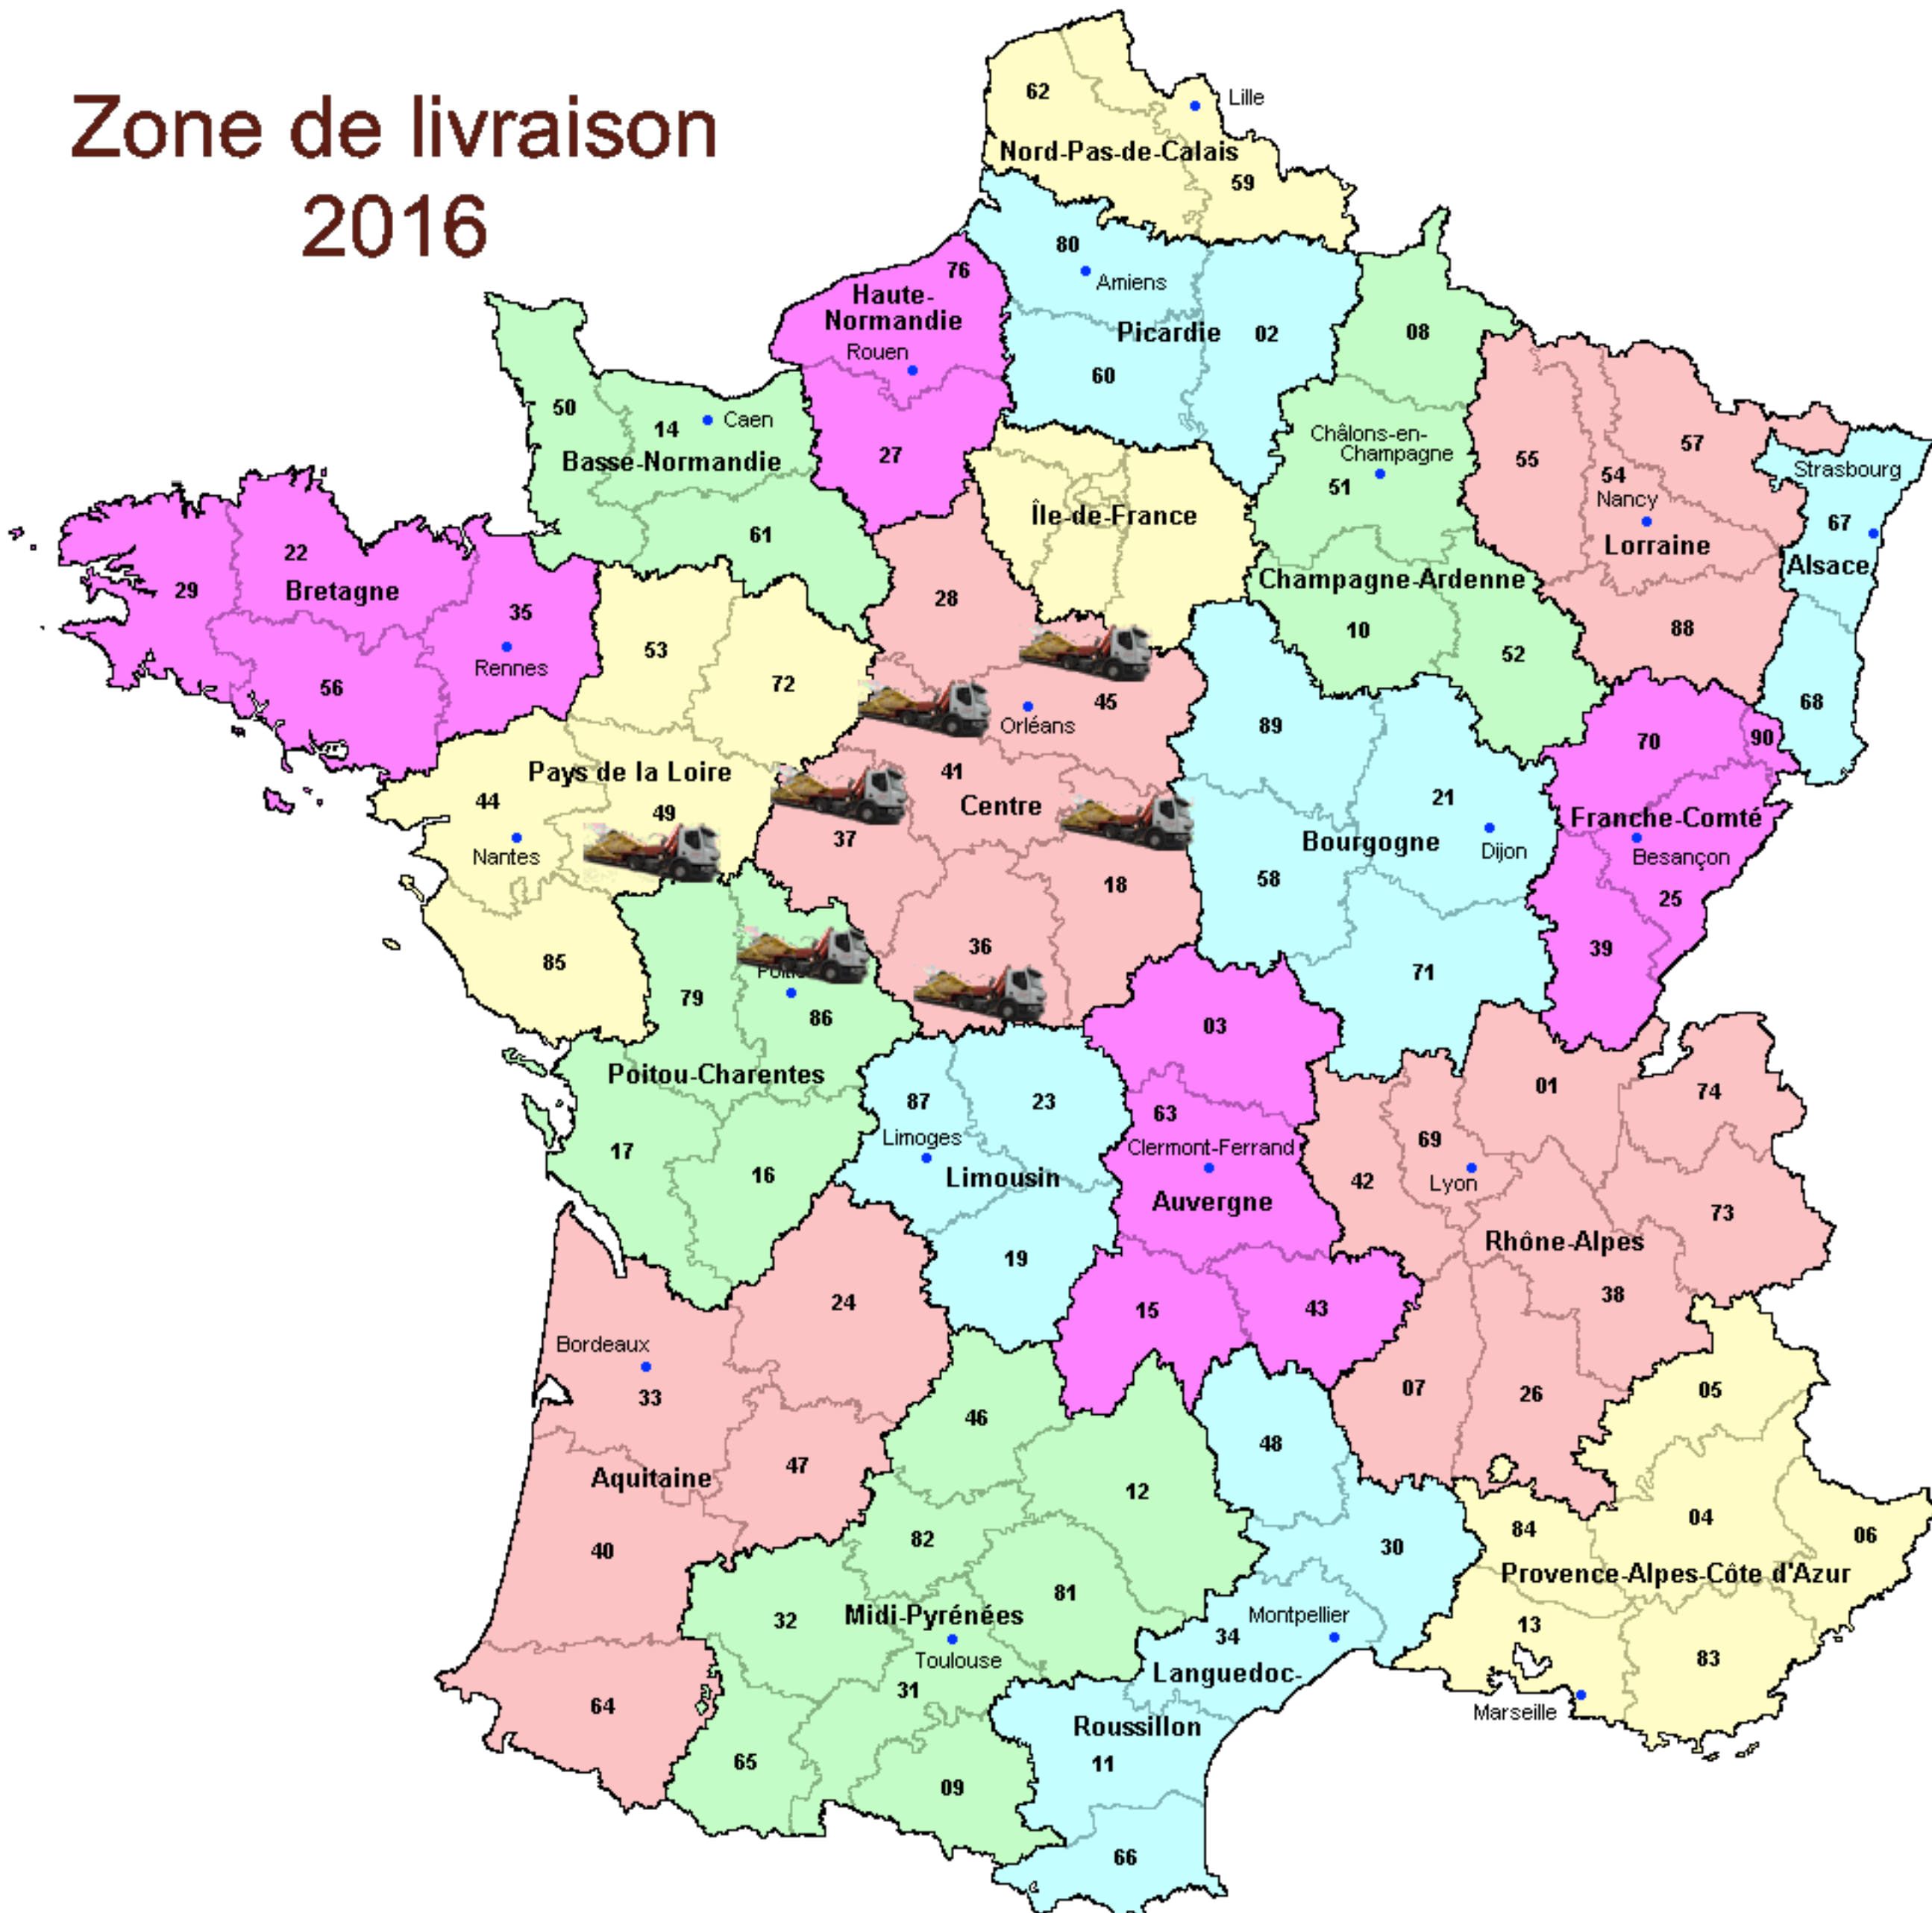 Zone de livraison
2016
62
Lille
Nord-Pas-de-Calais
59
80
Amiens
76
Haute-
Normandie
Rouen
Picardie
02
60
08
50
14
Caen
Basse-Normandie
27
61
Châlons-en-
Champagne
51
55
54
57
Nancy
Lorraine
Strasbourg
67
Alsace
Île-de-France
Champagne-Ardenne
10
52
88
68
22
29
Bretagne
35
Rennes
56
53
72
28
45
Orléans
89
70
90
Pays de la Loire
44
49
Nantes
41
Centre
37
18
36
21
Bourgogne
Dijon
58
71
Franche-Comté
Besançon
25
39
85
79
86
Poitou-Charentes
17
16
87
23
Limoges
Limousin
19
03
63
Clermont-Ferrand
Auvergne
15
43
01
74
69
42
Lyon
73
Rhône-Alpes
38
07
26
24
Bordeaux
33
47
Aquitaine
40
64
46
12
82
81
32
Midi-Pyrénées
Toulouse
31
65
09
48
30
Montpellier
34
Languedoc-
Roussillon
11
66
05
04
06
84
Provence-Alpes-Côte d'Azur
13
83
Marseille